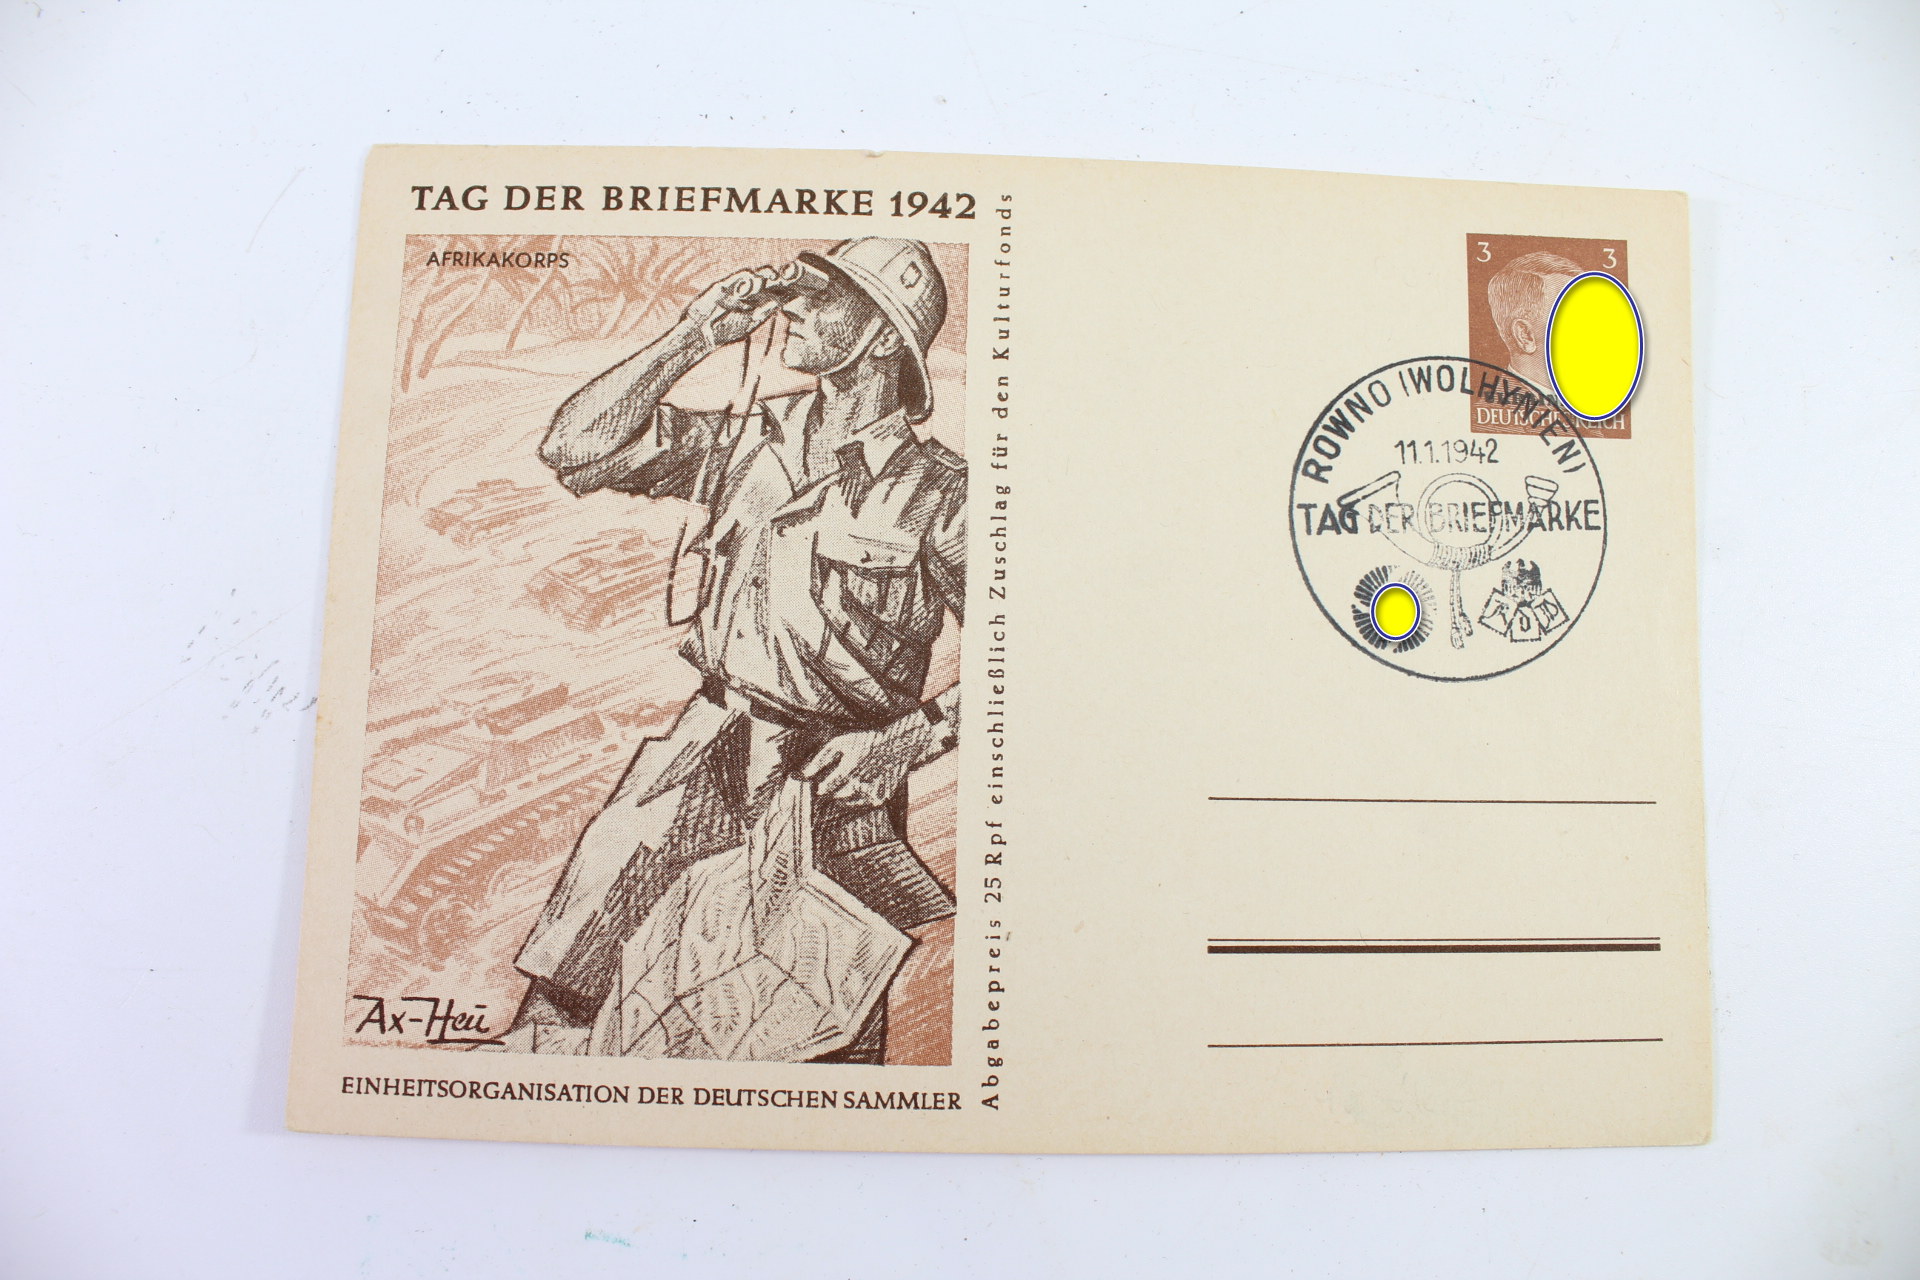 TAG DER BRIEFMARKE 1942
AFRIKAKORPS
Ax-Heu
EINHEITSORGANISATION DER DEUTSCHEN SAMMLER
Abgabepreis 25 Rpf einschließlich Zuschlag für den Kulturfonds
3 3
DEUTSCHES REICH
ROWNO (WOLHYNIEN)
11.1.1942
TAG DER BRIEFMARKE